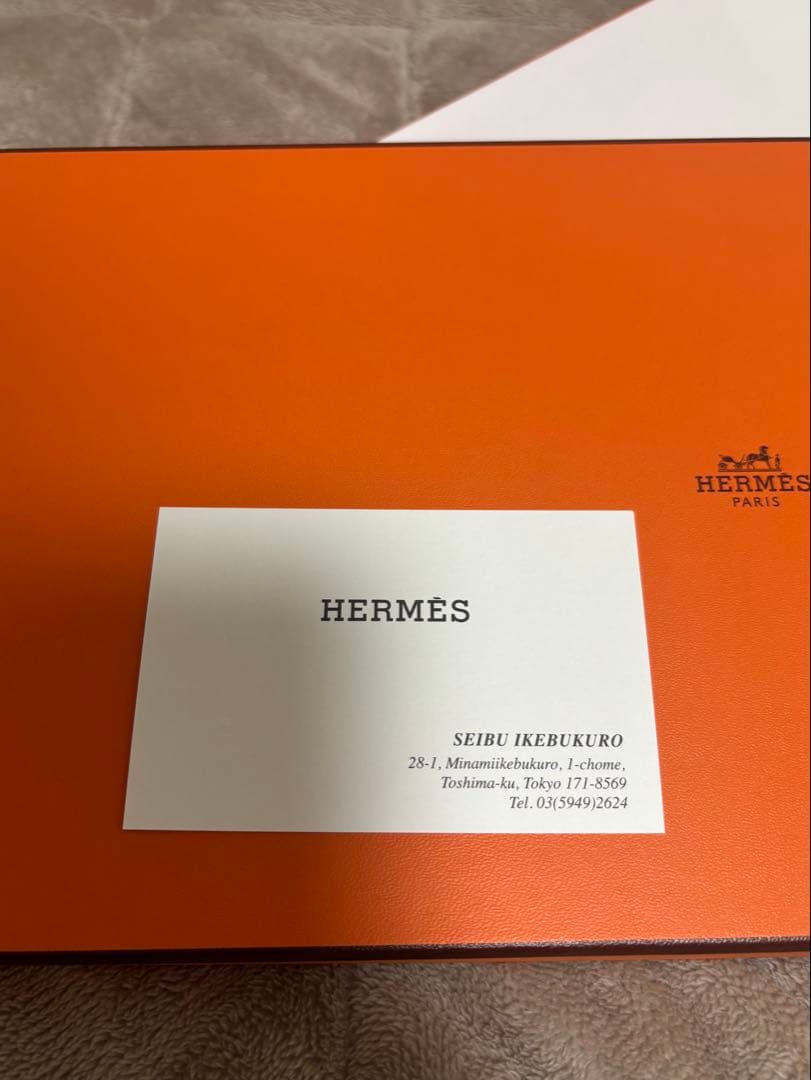 HERMÈS
PARIS
HERMÈS
SEIBU IKEBUKURO
28-1, Minamiikebukuro, 1-chome,
Toshima-ku, Tokyo 171-8569
Tel. 03(5949)2624